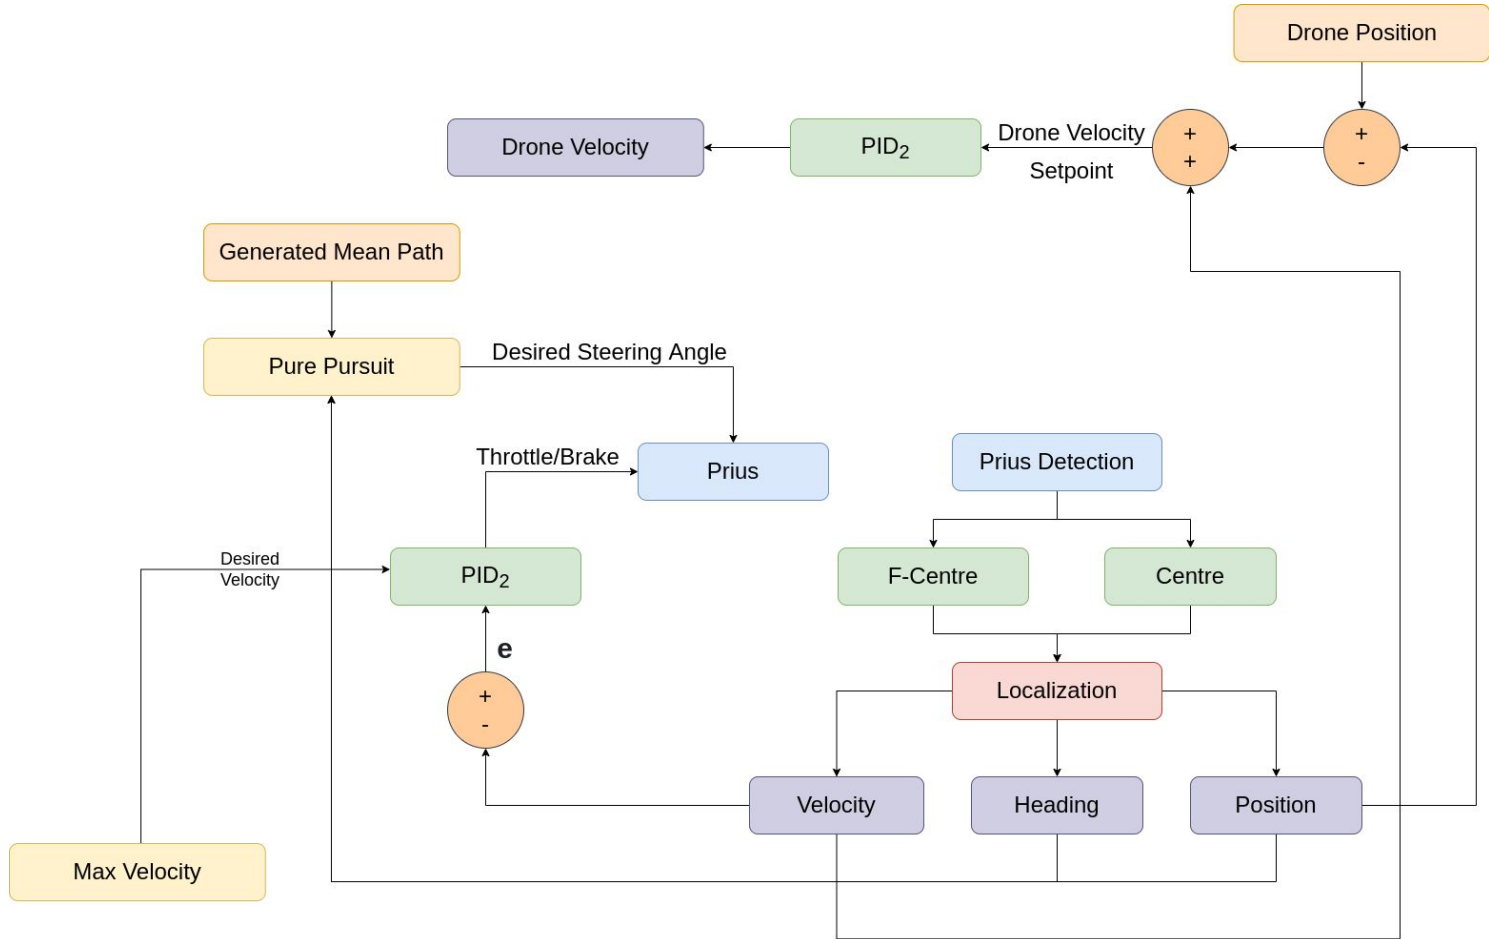 Drone Position
+
-
+
+
Drone Velocity
Setpoint
PID₂
Drone Velocity
Generated Mean Path
Pure Pursuit
Desired Steering Angle
Throttle/Brake
Prius
Prius Detection
Desired
Velocity
PID₂
F-Centre
Centre
e
+
-
Localization
Velocity
Heading
Position
Max Velocity